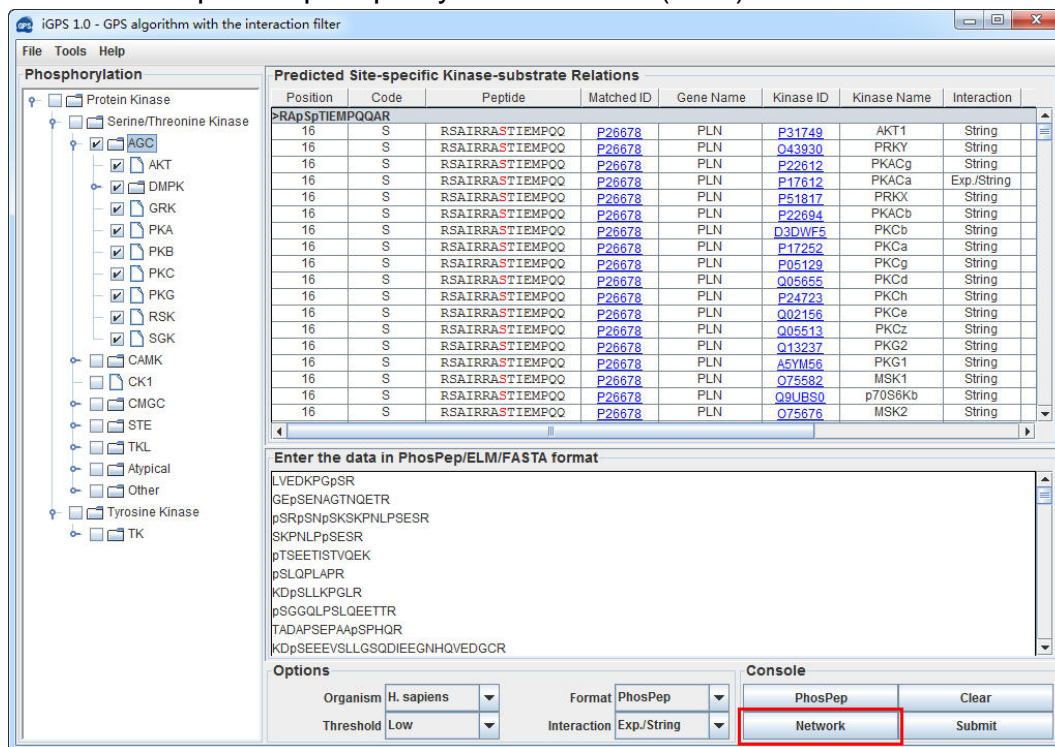 iGPS 1.0 - GPS algorithm with the interaction filter
File Tools Help
Phosphorylation
Protein Kinase
Serine/Threonine Kinase
AGC
AKT
DMPK
GRK
PKA
PKB
PKC
PKG
RSK
SGK
CAMK
CK1
CMGC
STE
TKL
Atypical
Other
Tyrosine Kinase
TK
Predicted Site-specific Kinase-substrate Relations
Position Code Peptide Matched ID Gene Name Kinase ID Kinase Name Interaction
>RApSpTIEMPQQAR
16 S RSAIRRASTIEMPQQ P26678 PLN P31749 AKT1 String
16 S RSAIRRASTIEMPQQ P26678 PLN O43930 PRKY String
16 S RSAIRRASTIEMPQQ P26678 PLN P22612 PKACg String
16 S RSAIRRASTIEMPQQ P26678 PLN P17612 PKACa Exp./String
16 S RSAIRRASTIEMPQQ P26678 PLN P51817 PRKX String
16 S RSAIRRASTIEMPQQ P26678 PLN P22694 PKACb String
16 S RSAIRRASTIEMPQQ P26678 PLN D3DWF5 PKCb String
16 S RSAIRRASTIEMPQQ P26678 PLN P17252 PKCa String
16 S RSAIRRASTIEMPQQ P26678 PLN P05129 PKCg String
16 S RSAIRRASTIEMPQQ P26678 PLN Q05655 PKCd String
16 S RSAIRRASTIEMPQQ P26678 PLN P24723 PKCh String
16 S RSAIRRASTIEMPQQ P26678 PLN Q02156 PKCe String
16 S RSAIRRASTIEMPQQ P26678 PLN Q05513 PKCz String
16 S RSAIRRASTIEMPQQ P26678 PLN Q13237 PKG2 String
16 S RSAIRRASTIEMPQQ P26678 PLN A5YM56 PKG1 String
16 S RSAIRRASTIEMPQQ P26678 PLN O75582 MSK1 String
16 S RSAIRRASTIEMPQQ P26678 PLN Q9UBS0 p70S6Kb String
16 S RSAIRRASTIEMPQQ P26678 PLN O75676 MSK2 String
Enter the data in PhosPep/ELM/FASTA format
LVEDKPGpSR
GEpSENAGTNQETR
pSRpSNpSKSKPNLPSESR
SKPNLPpSESR
pTSEETISTVQEK
pSLQPLAPR
KDpSLLKPGLR
pSGGQLPSLQEETTR
TADAPSEPAApSPHQR
KDpSEEEVSLLGSQDIEEGNHQVEDGCR
Options
Organism H. sapiens Format PhosPep
Threshold Low Interaction Exp./String
Console
PhosPep Clear
Network Submit